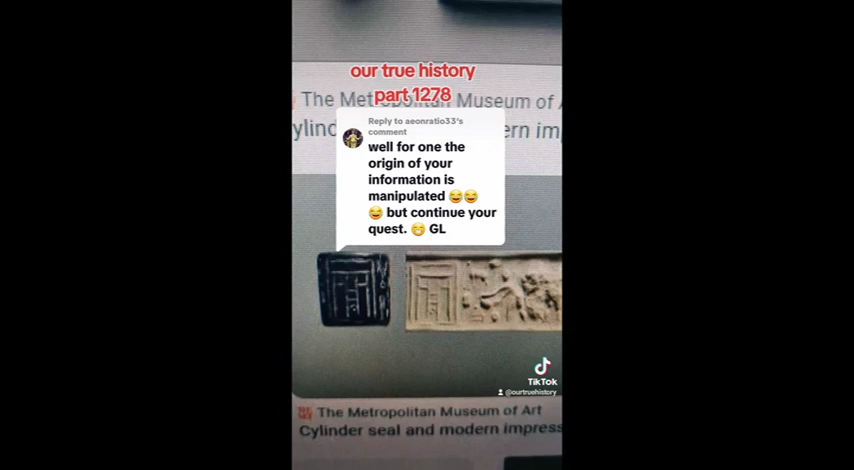 our true history
part 1278
The Metropolitan Museum of
Reply to aeonratio33's
comment
well for one the
origin of your
information is
manipulated 😂😂
😂 but continue your
quest. 😁 GL
TikTok
@ourtruehistory
The Metropolitan Museum of Art
Cylinder seal and modern impress